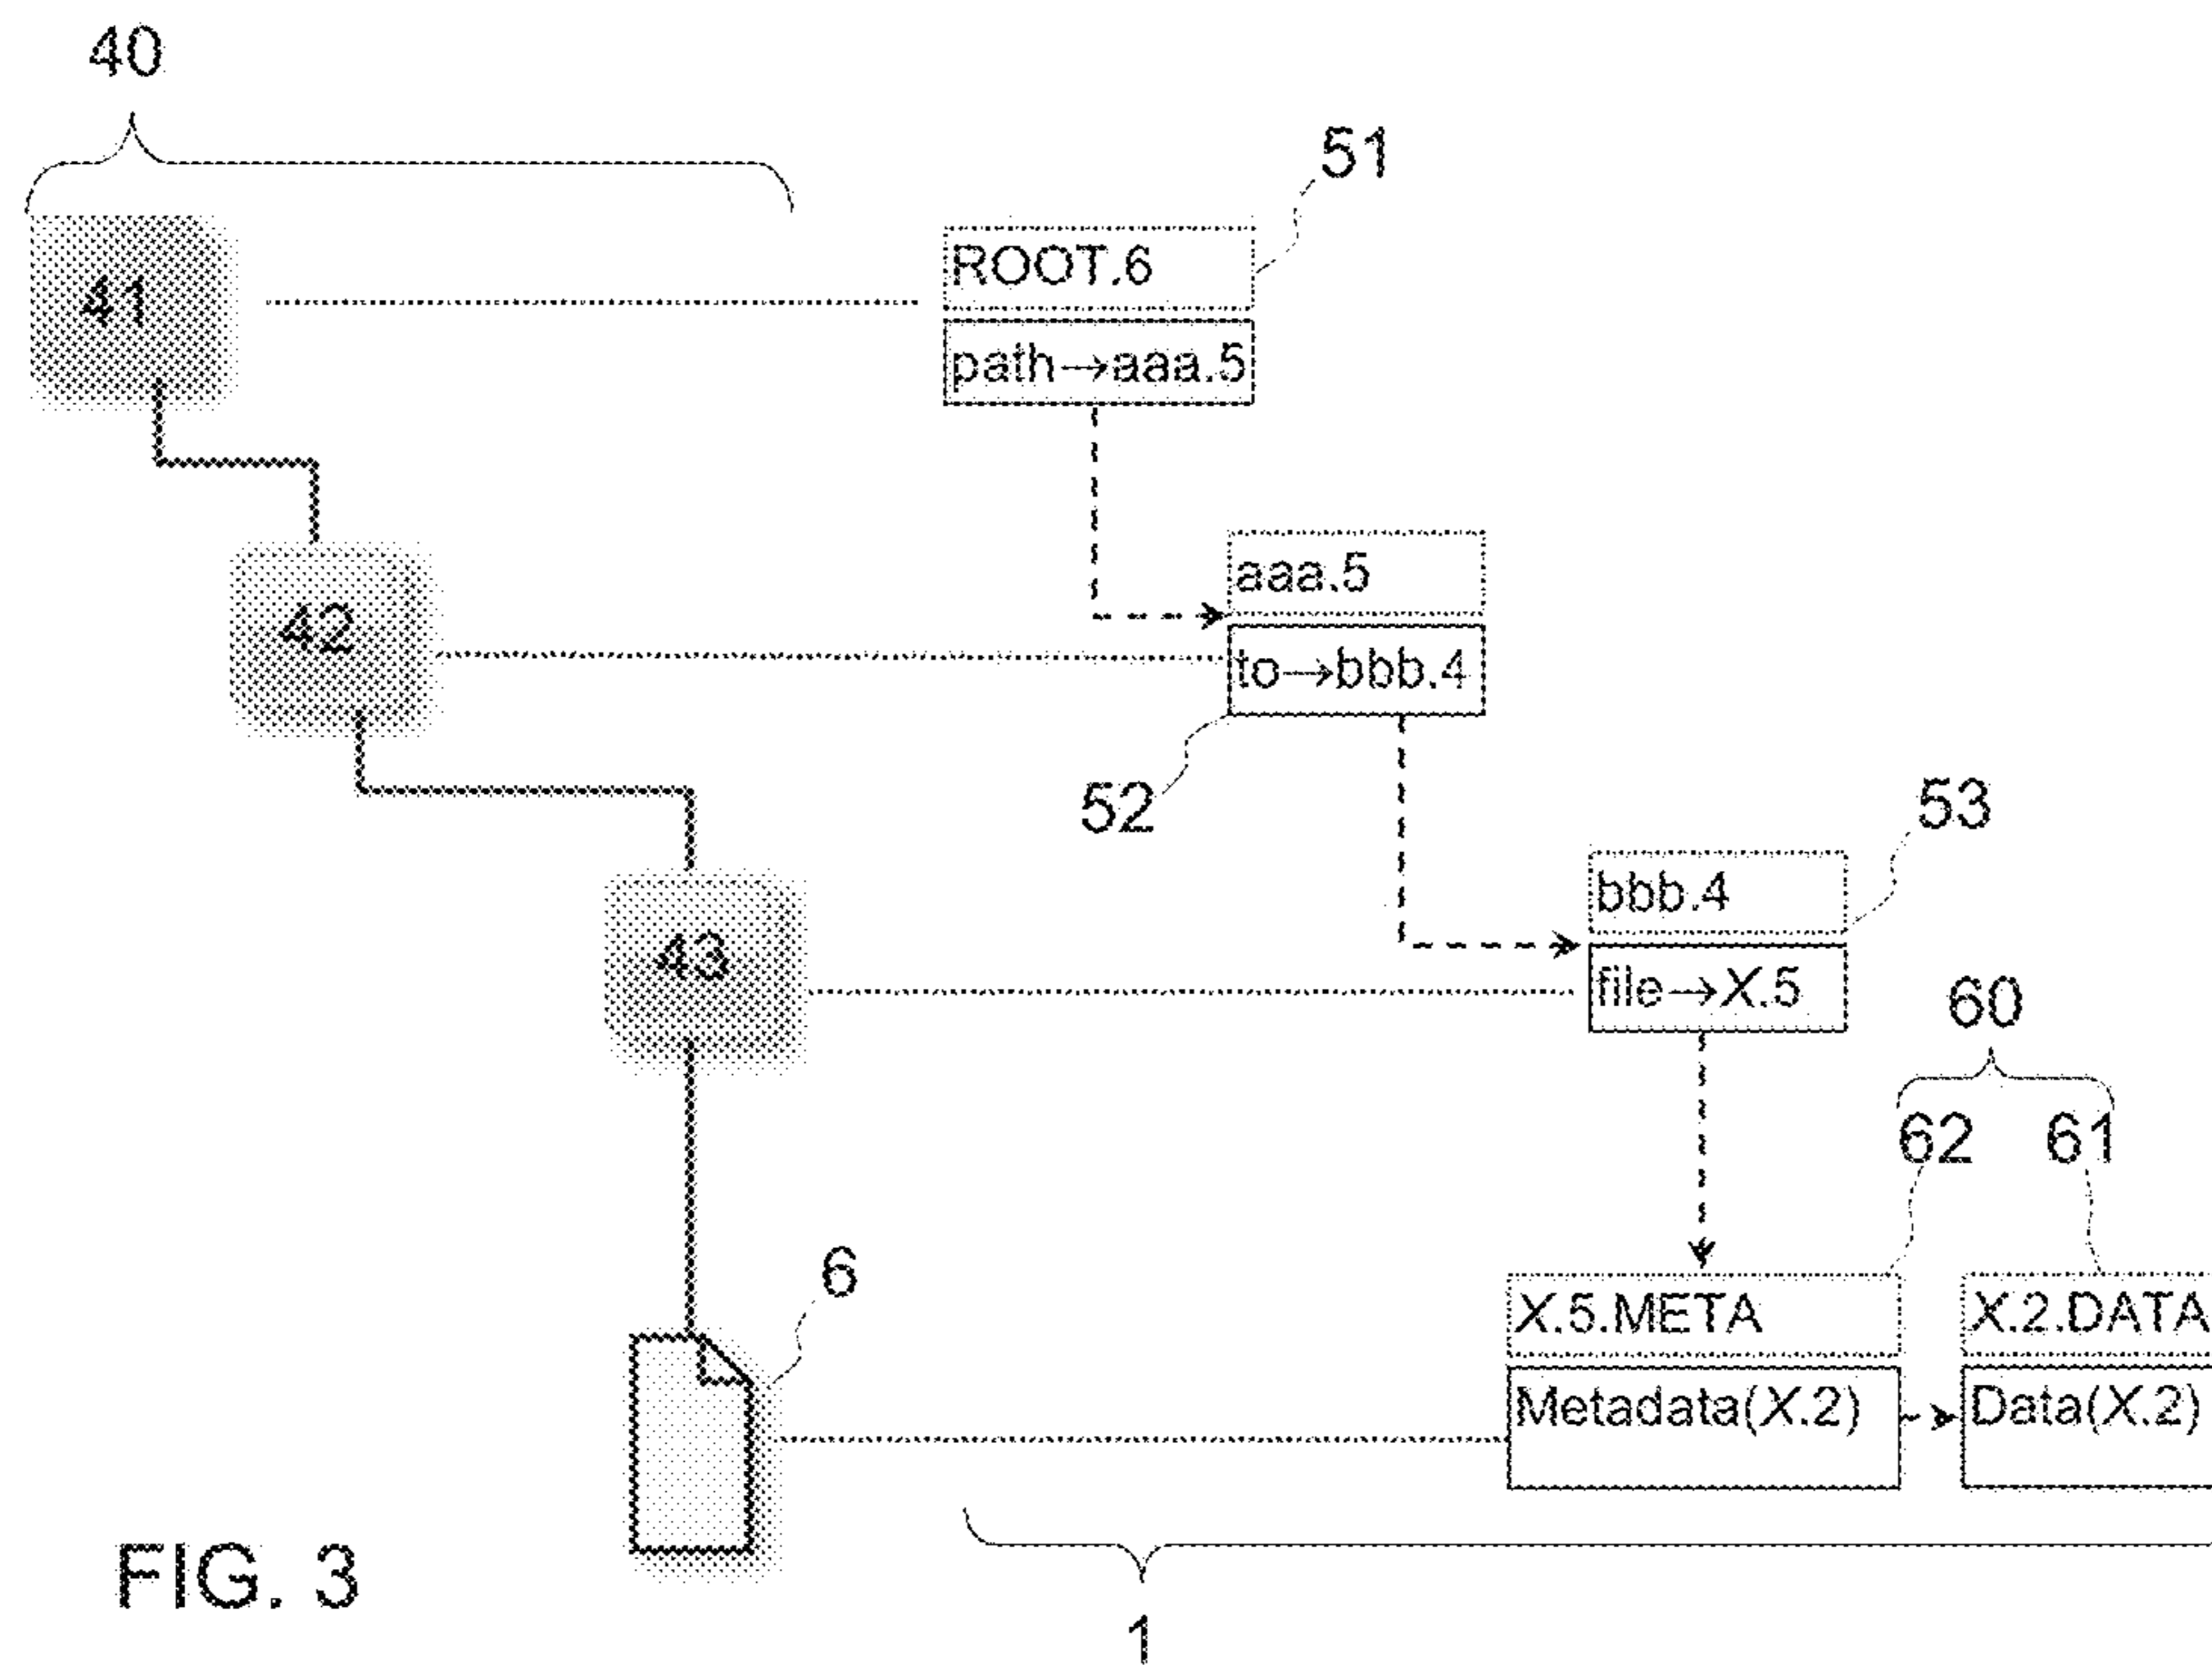 40
51
ROOT.6
41
path→aaa.5
aaa.5
42
to→bbb.4
52
53
bbb.4
43
file→X.5
60
62 61
6
X.5.META X.2.DATA
Metadata(X.2) Data(X.2)
FIG. 3
1